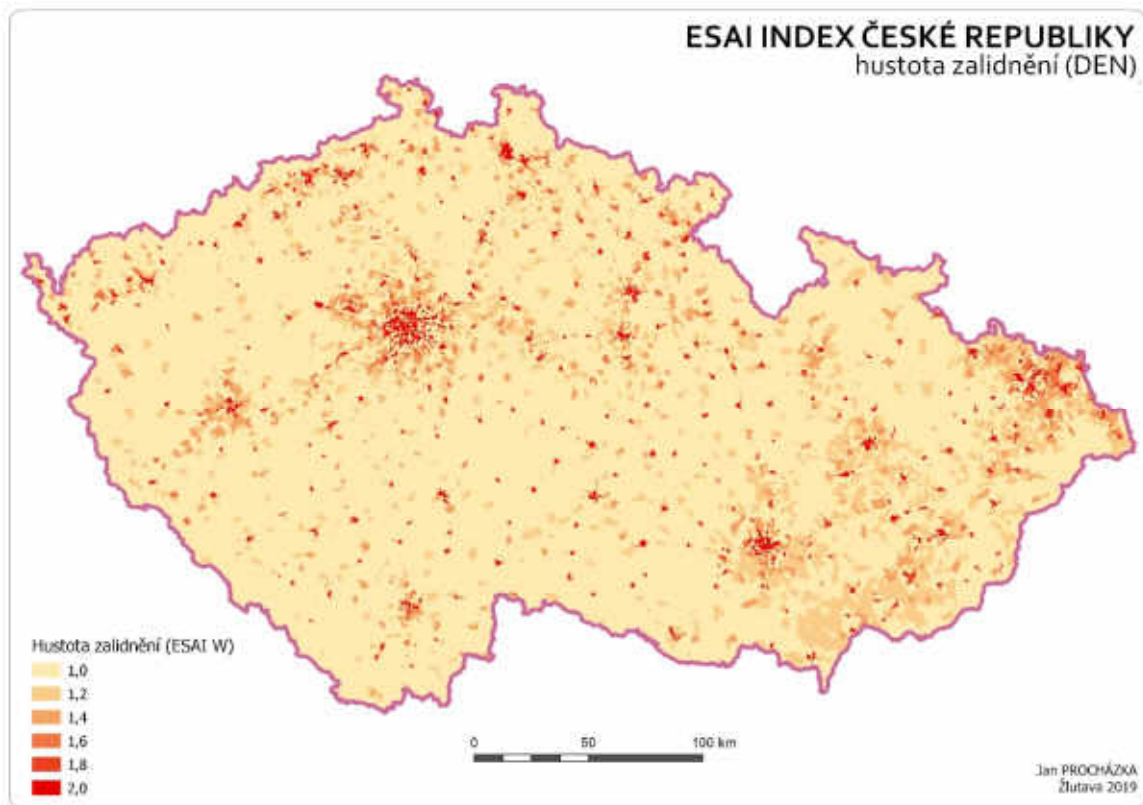 ESAI INDEX ČESKÉ REPUBLIKY
hustota zalidnění (DEN)
Hustota zalidnění (ESAI W)
1,0
1,2
1,4
1,6
1,8
2,0
0 50 100 km
Jan PROCHÁZKA
Žlutava 2019